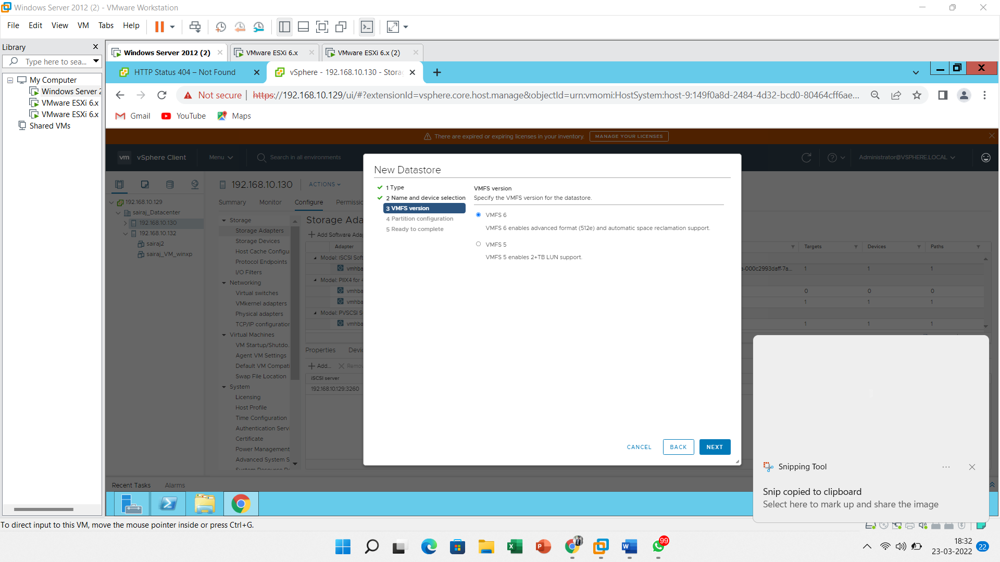 Windows Server 2012 (2) - VMware Workstation
File Edit View VM Tabs Help
Library
Type here to sea...
My Computer
Windows Server 2
VMware ESXi 6.x
VMware ESXi 6.x
Shared VMs
Windows Server 2012 (2)
VMware ESXi 6.x
VMware ESXi 6.x (2)
HTTP Status 404 – Not Found
vSphere - 192.168.10.130 - Stora
Not secure | https://192.168.10.129/ui/#?extensionId=vsphere.core.host.manage&objectId=urn:vmomi:HostSystem:host-9:149f0a8d-2484-4d32-bcd0-80464cff6ae...
Gmail YouTube Maps
There are expired or expiring licenses in your inventory. MANAGE YOUR LICENSES
vm vSphere Client Menu Search in all environments Administrator@VSPHERE.LOCAL
192.168.10.129
sairaj_Datacenter
192.168.10.130
192.168.10.132
sairaj2
sairaj_VM_winxp
192.168.10.130 ACTIONS
Summary Monitor Configure Permissi
Storage
Storage Adapters
Storage Devices
Host Cache Configu
Protocol Endpoints
I/O Filters
Networking
Virtual switches
VMkernel adapters
Physical adapters
TCP/IP configuration
Virtual Machines
VM Startup/Shutdo.
Agent VM Settings
Default VM Compati
Swap File Location
System
Licensing
Host Profile
Time Configuration
Authentication Servi
Certificate
Power Management
Advanced System S
Storage Ada
Add Software Adap
Adapter Targets Devices Paths
Model: iSCSI Soft
vmhba -000c2993daff-7a... 1 1 1
Model: PIIX4 for 4
vmhba 0 0 0
vmhba 1 1 1
Model: PVSCSI S
vmhba 1 1 1
Properties Devi
Add... Remo
iSCSI server
192.168.10.129:3260
New Datastore
1 Type
2 Name and device selection
3 VMFS version
4 Partition configuration
5 Ready to complete
VMFS version
Specify the VMFS version for the datastore.
VMFS 6
VMFS 6 enables advanced format (512e) and automatic space reclamation support.
VMFS 5
VMFS 5 enables 2+TB LUN support.
CANCEL BACK NEXT
Recent Tasks Alarms
Snipping Tool
Snip copied to clipboard
Select here to mark up and share the image
To direct input to this VM, move the mouse pointer inside or press Ctrl+G.
99
18:32
23-03-2022
22